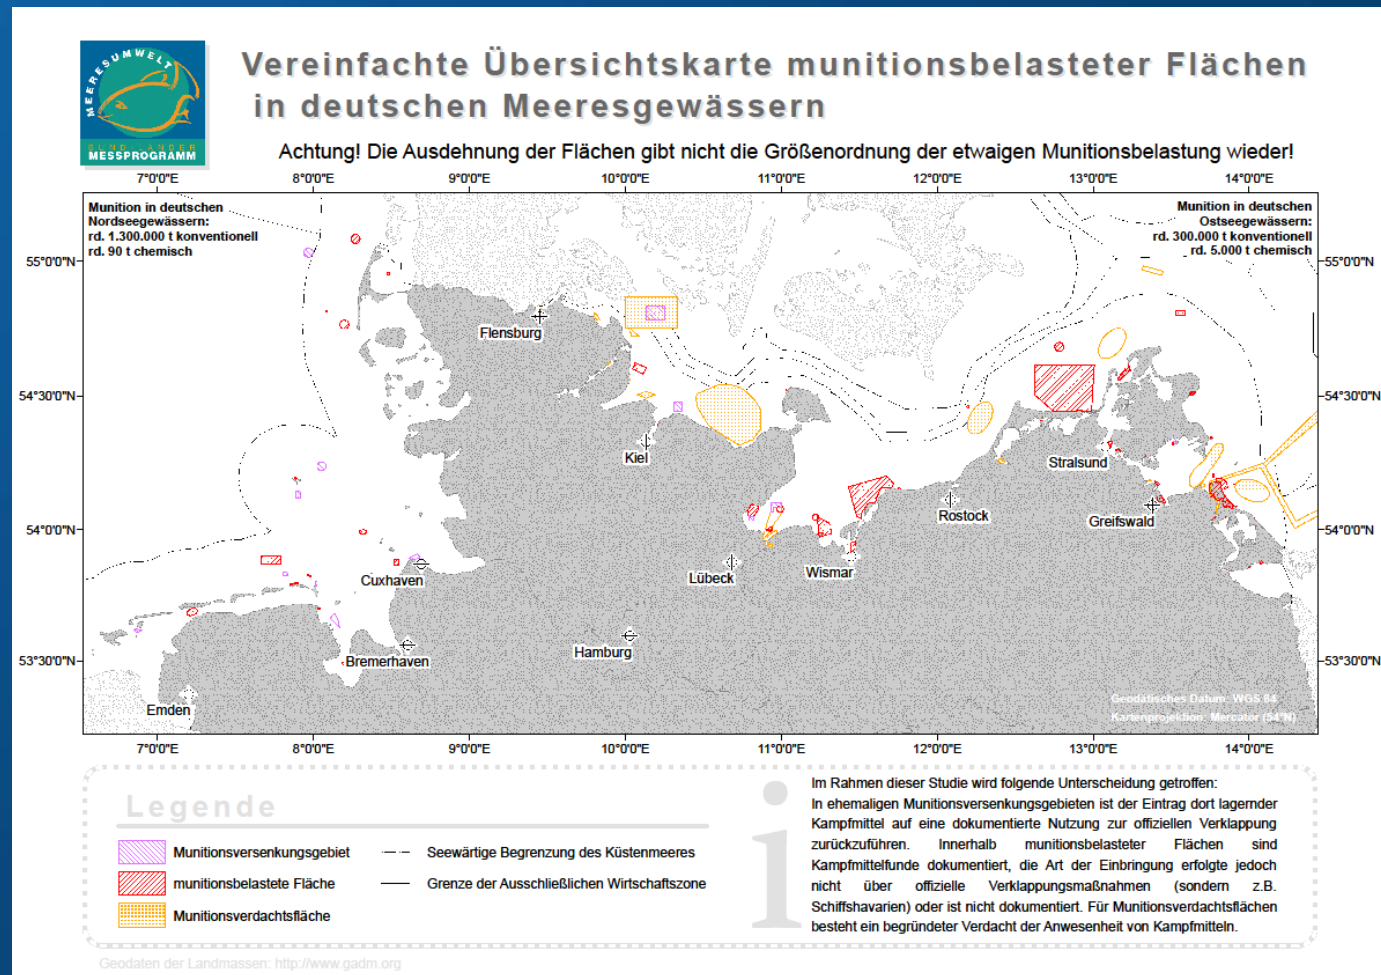 MEERESUMWELT
BUND LÄNDER
MESSPROGRAMM
Vereinfachte Übersichtskarte munitionsbelasteter Flächen
in deutschen Meeresgewässern
Achtung! Die Ausdehnung der Flächen gibt nicht die Größenordnung der etwaigen Munitionsbelastung wieder!
7°0'0"E 8°0'0"E 9°0'0"E 10°0'0"E 11°0'0"E 12°0'0"E 13°0'0"E 14°0'0"E
Munition in deutschen
Nordseegewässern:
rd. 1.300.000 t konventionell
rd. 90 t chemisch
Munition in deutschen
Ostseegewässern:
rd. 300.000 t konventionell
rd. 5.000 t chemisch
55°0'0"N 55°0'0"N
Flensburg
54°30'0"N 54°30'0"N
Kiel
Stralsund
Rostock
Greifswald
54°0'0"N 54°0'0"N
Cuxhaven
Lübeck
Wismar
Hamburg
Bremerhaven
53°30'0"N 53°30'0"N
Emden
Geodätisches Datum: WGS 84
Kartenprojektion: Mercator (54°N)
7°0'0"E 8°0'0"E 9°0'0"E 10°0'0"E 11°0'0"E 12°0'0"E 13°0'0"E 14°0'0"E
Legende
Munitionsversenkungsgebiet
munitionsbelastete Fläche
Munitionsverdachtsfläche
Seewärtige Begrenzung des Küstenmeeres
Grenze der Ausschließlichen Wirtschaftszone
i
Im Rahmen dieser Studie wird folgende Unterscheidung getroffen:
In ehemaligen Munitionsversenkungsgebieten ist der Eintrag dort lagernder
Kampfmittel auf eine dokumentierte Nutzung zur offiziellen Verklappung
zurückzuführen. Innerhalb munitionsbelasteter Flächen sind
Kampfmittelfunde dokumentiert, die Art der Einbringung erfolgte jedoch
nicht über offizielle Verklappungsmaßnahmen (sondern z.B.
Schiffshavarien) oder ist nicht dokumentiert. Für Munitionsverdachtsflächen
besteht ein begründeter Verdacht der Anwesenheit von Kampfmitteln.
Geodaten der Landmassen: http://www.gadm.org